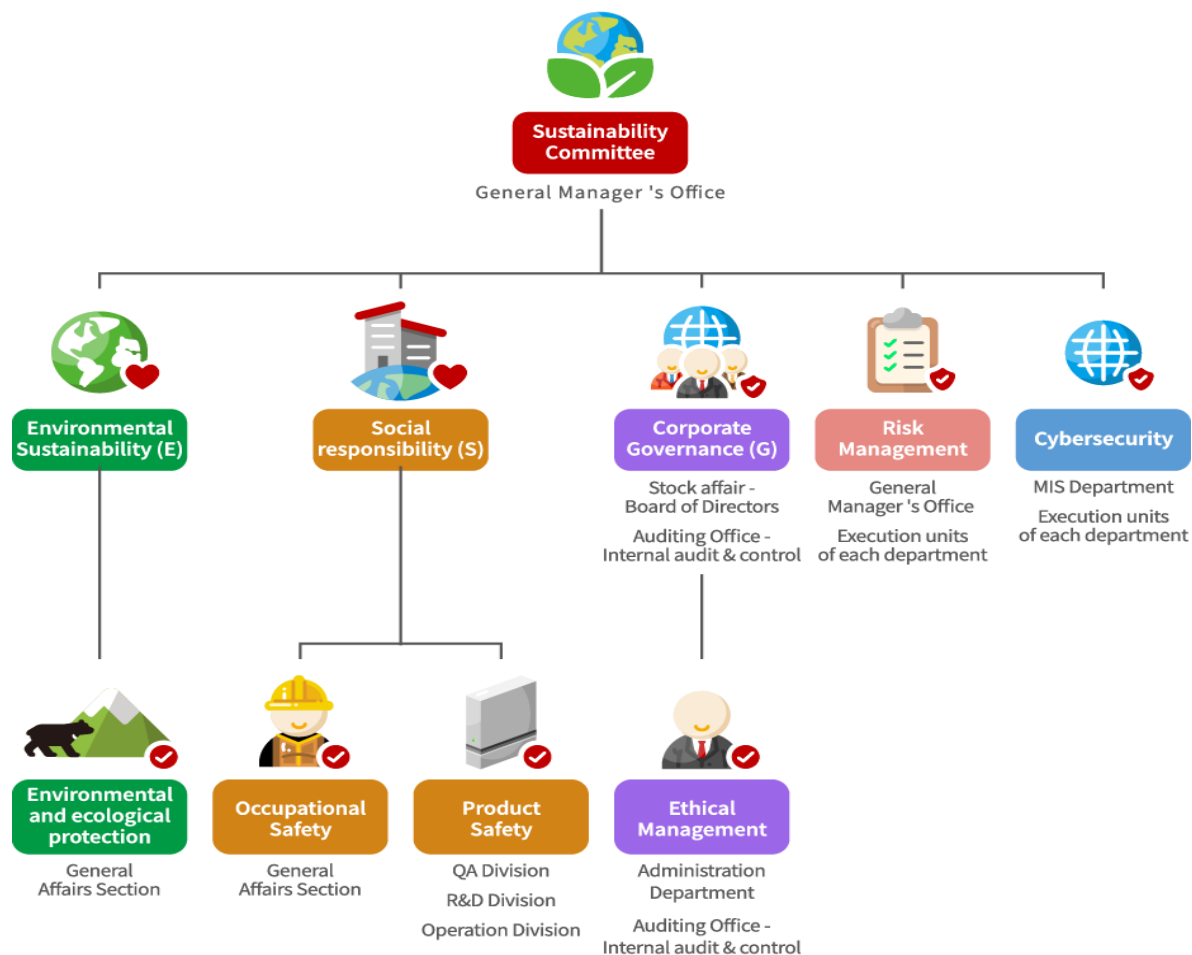 Sustainability
Committee
General Manager 's Office
Environmental
Sustainability (E)
Social
responsibility (S)
Corporate
Governance (G)
Stock affair -
Board of Directors
Auditing Office -
Internal audit & control
Risk
Management
General
Manager 's Office
Execution units
of each department
Cybersecurity
MIS Department
Execution units
of each department
Environmental
and ecological
protection
General
Affairs Section
Occupational
Safety
General
Affairs Section
Product
Safety
QA Division
R&D Division
Operation Division
Ethical
Management
Administration
Department
Auditing Office -
Internal audit & control